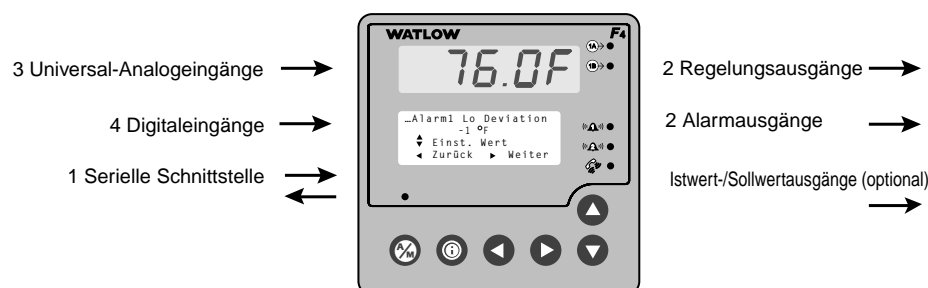 WATLOW
F4
76.0F
1A
1B
…Alarm1 Lo Deviation
-1 °F
Einst. Wert
Zurück Weiter
A/M
3 Universal-Analogeingänge
4 Digitaleingänge
1 Serielle Schnittstelle
2 Regelungsausgänge
2 Alarmausgänge
Istwert-/Sollwertausgänge (optional)